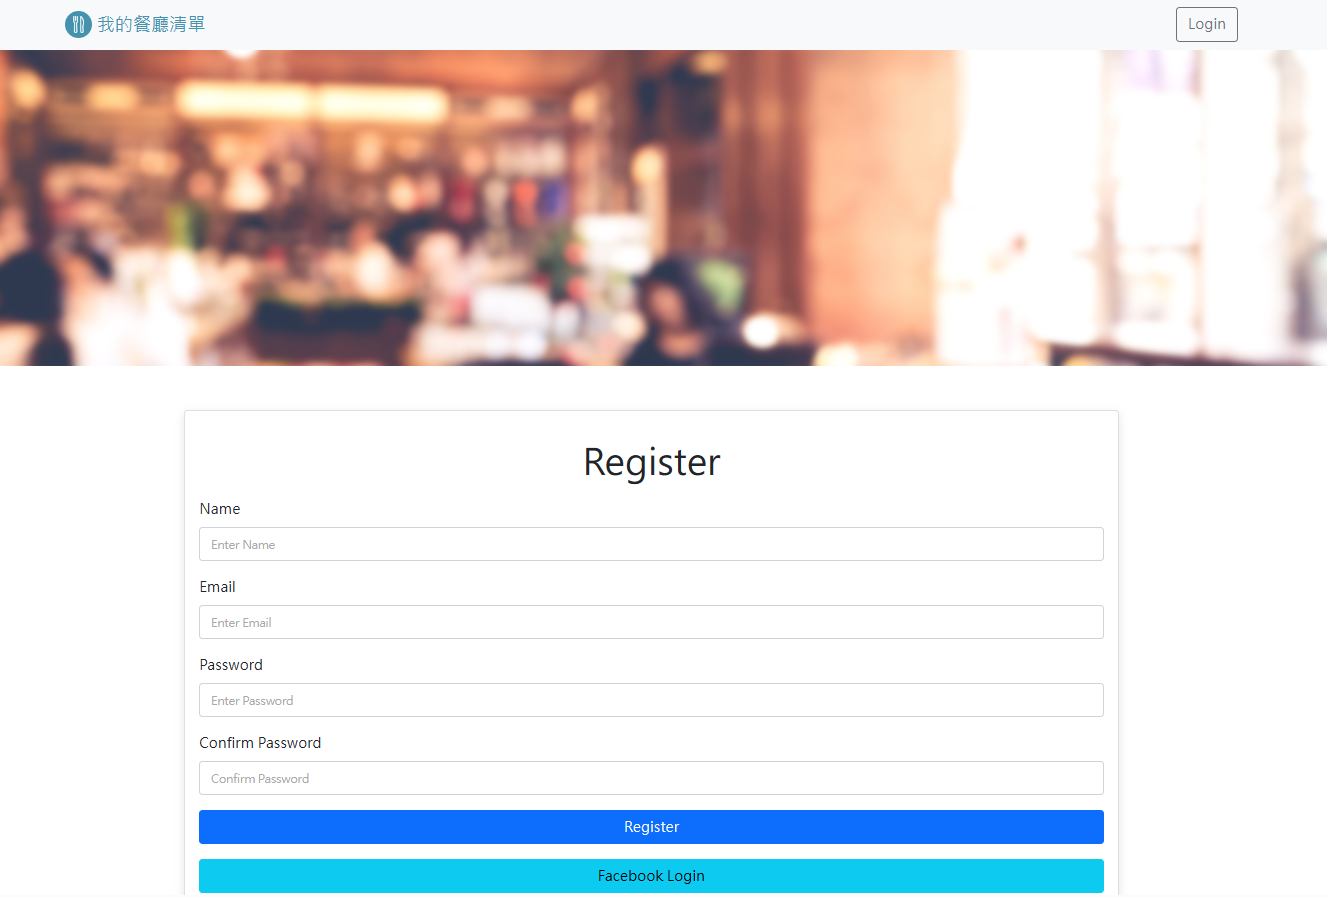 我的餐廳清單
Login
Register
Name
Enter Name
Email
Enter Email
Password
Enter Password
Confirm Password
Confirm Password
Register
Facebook Login